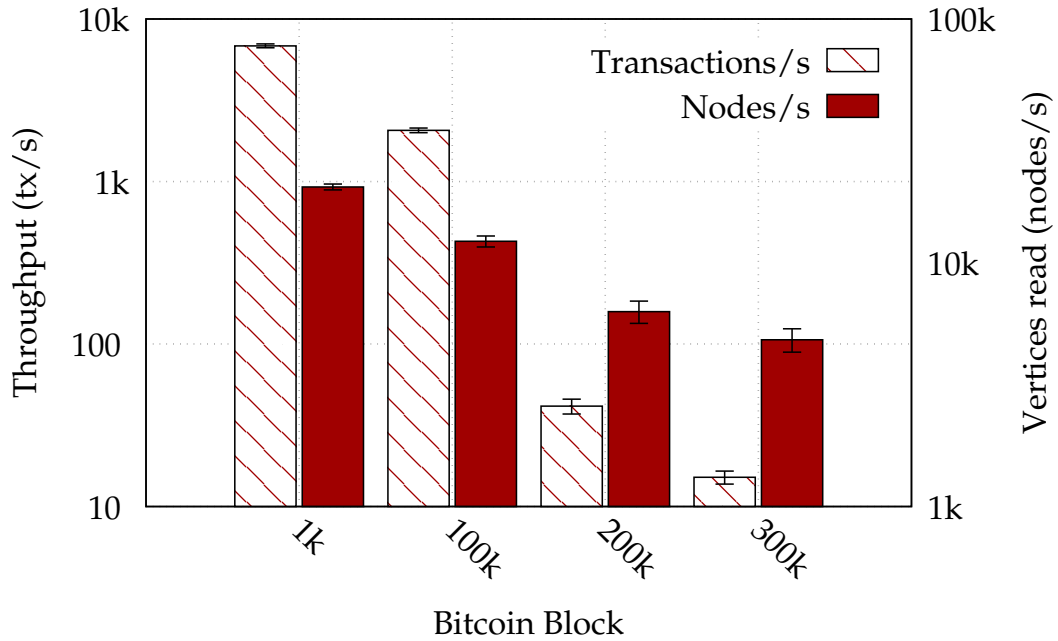 10k
1k
100
10
Throughput (tx/s)
100k
10k
1k
Vertices read (nodes/s)
Transactions/s
Nodes/s
1k
100k
200k
300k
Bitcoin Block